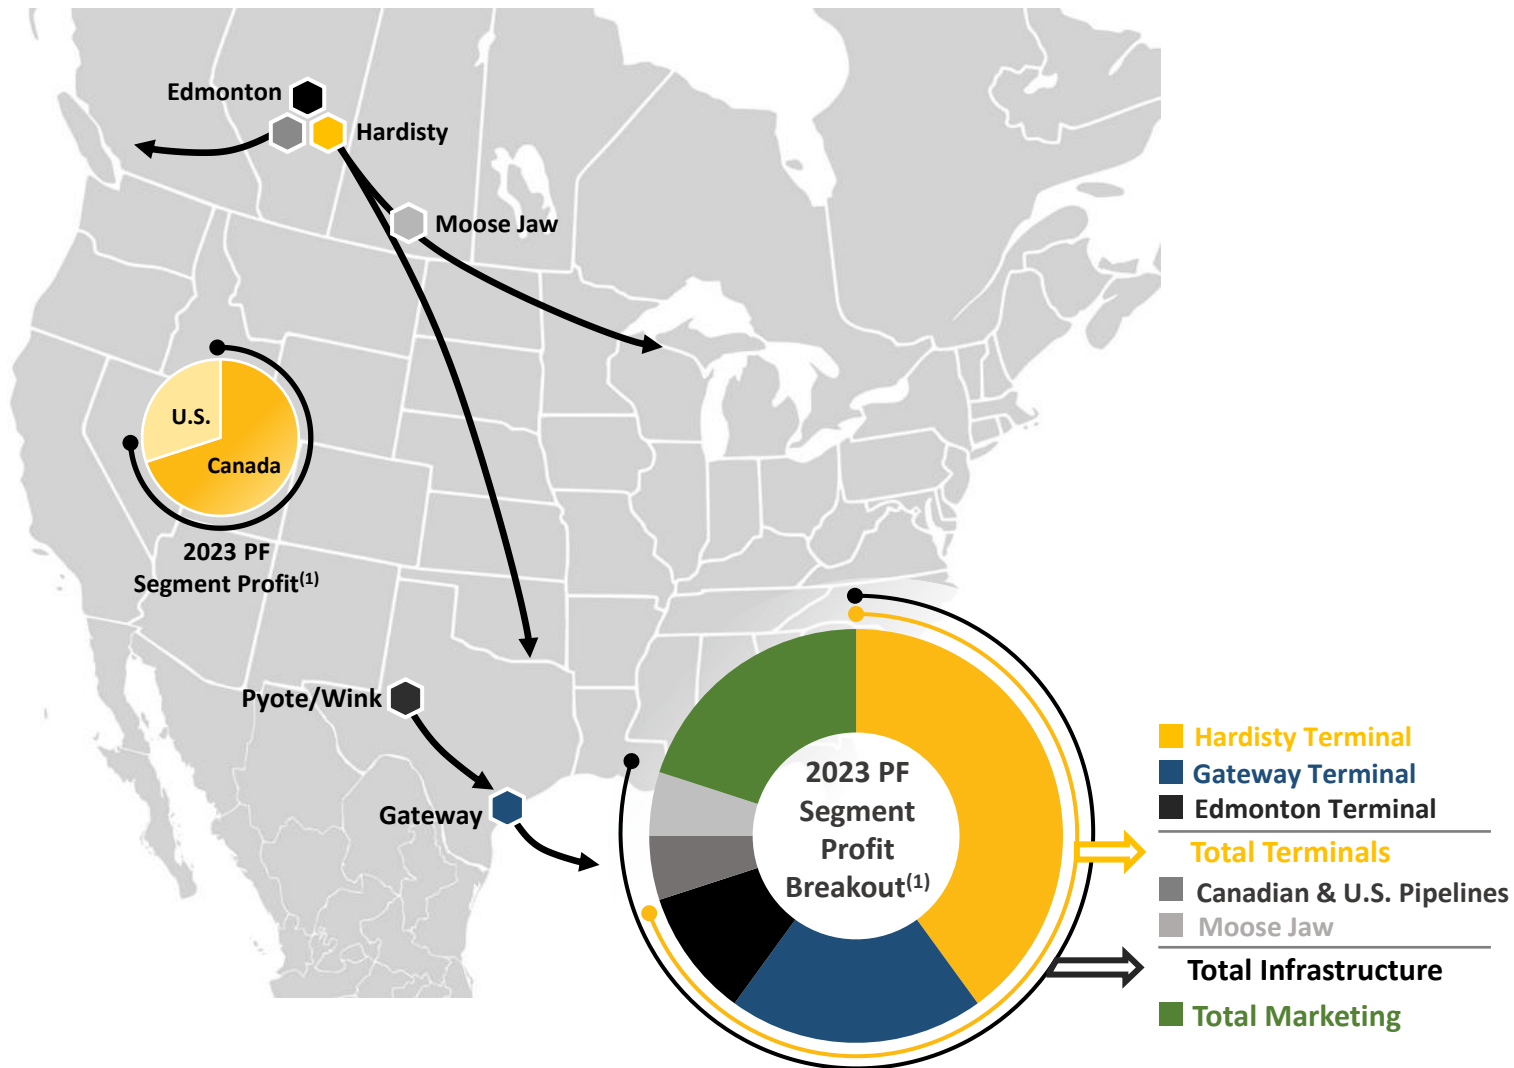 Edmonton
Hardisty
Moose Jaw
U.S.
Canada
2023 PF
Segment Profit(1)
Pyote/Wink
Gateway
2023 PF
Segment
Profit
Breakout(1)
Hardisty Terminal
Gateway Terminal
Edmonton Terminal
Total Terminals
Canadian & U.S. Pipelines
Moose Jaw
Total Infrastructure
Total Marketing